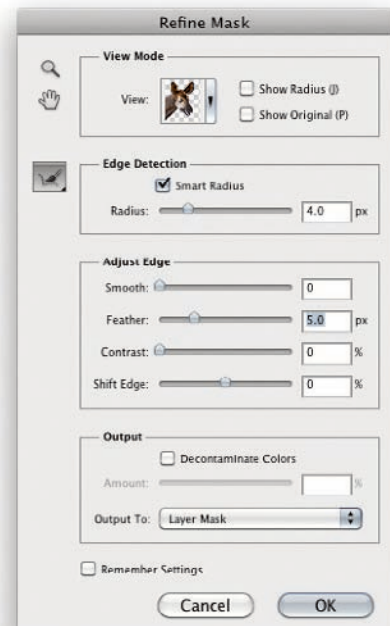 Refine Mask
View Mode
View:
Show Radius (J)
Show Original (P)
Edge Detection
Smart Radius
Radius: 4.0 px
Adjust Edge
Smooth: 0
Feather: 5.0 px
Contrast: 0 %
Shift Edge: 0 %
Output
Decontaminate Colors
Amount: %
Output To: Layer Mask
Remember Settings
Cancel OK